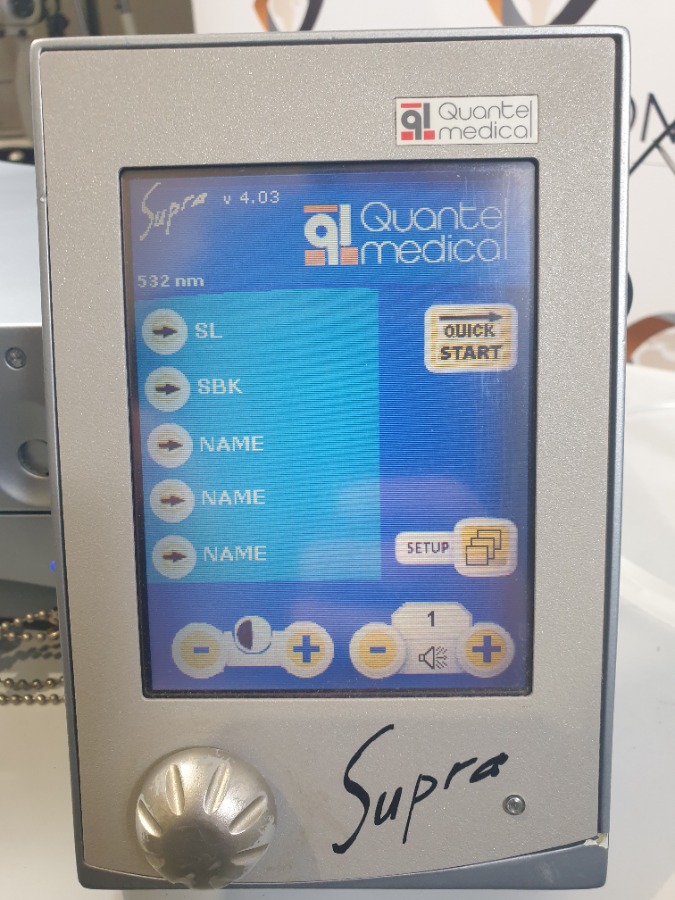 Quantel
medical
Supra v 4.03
Quantel
medical
532 nm
SL
QUICK
START
SBK
NAME
NAME
NAME
SETUP
- + 1
- +
Supra